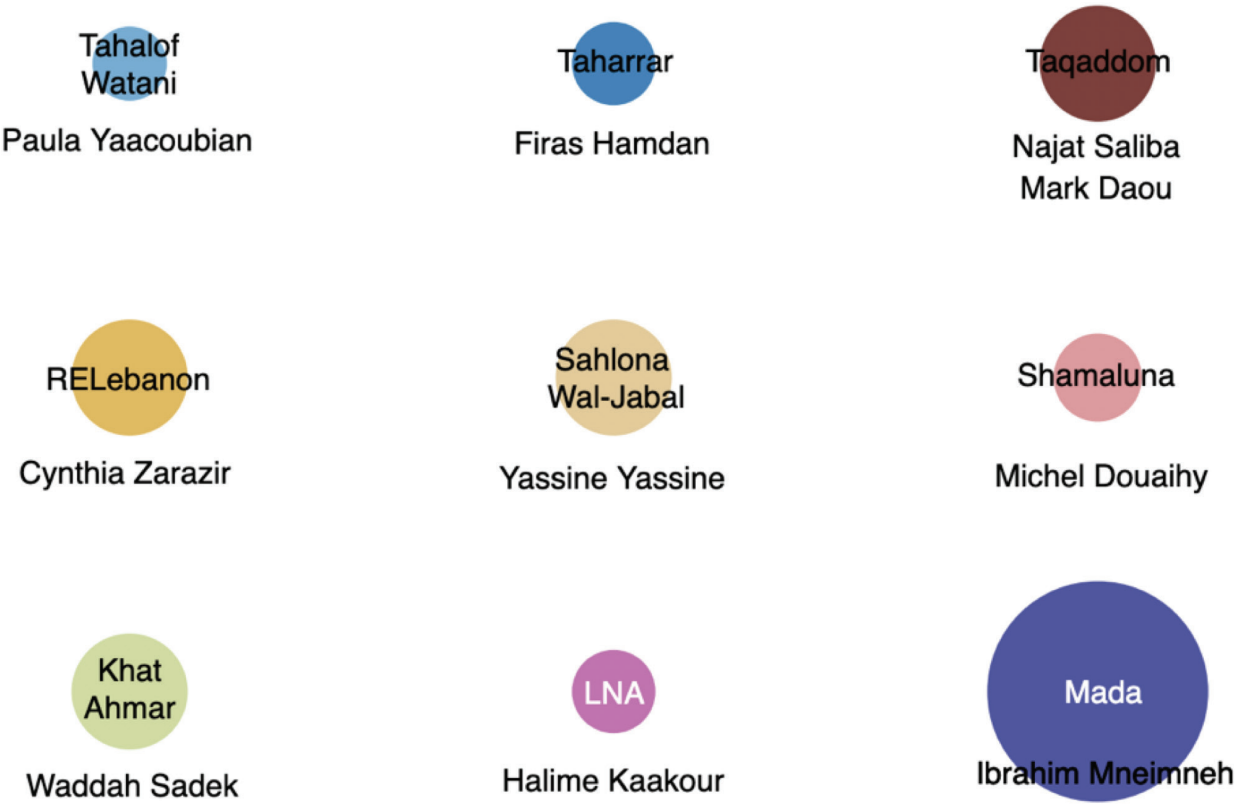 Tahalof
Watani
Paula Yaacoubian
Taharrar
Firas Hamdan
Taqaddom
Najat Saliba
Mark Daou
RELebanon
Cynthia Zarazir
Sahlona
Wal-Jabal
Yassine Yassine
Shamaluna
Michel Douaihy
Khat
Ahmar
Waddah Sadek
LNA
Halime Kaakour
Mada
Ibrahim Mneimneh